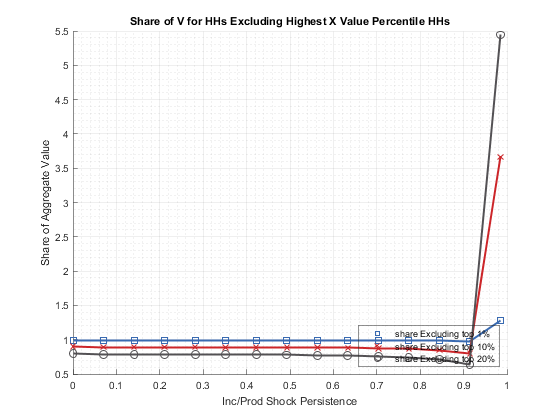 Share of V for HHs Excluding Highest X Value Percentile HHs
5.5
5
4.5
4
3.5
3
2.5
2
1.5
1
0.5
Share of Aggregate Value
share Excluding top 1%
share Excluding top 10%
share Excluding top 20%
0 0.1 0.2 0.3 0.4 0.5 0.6 0.7 0.8 0.9 1
Inc/Prod Shock Persistence